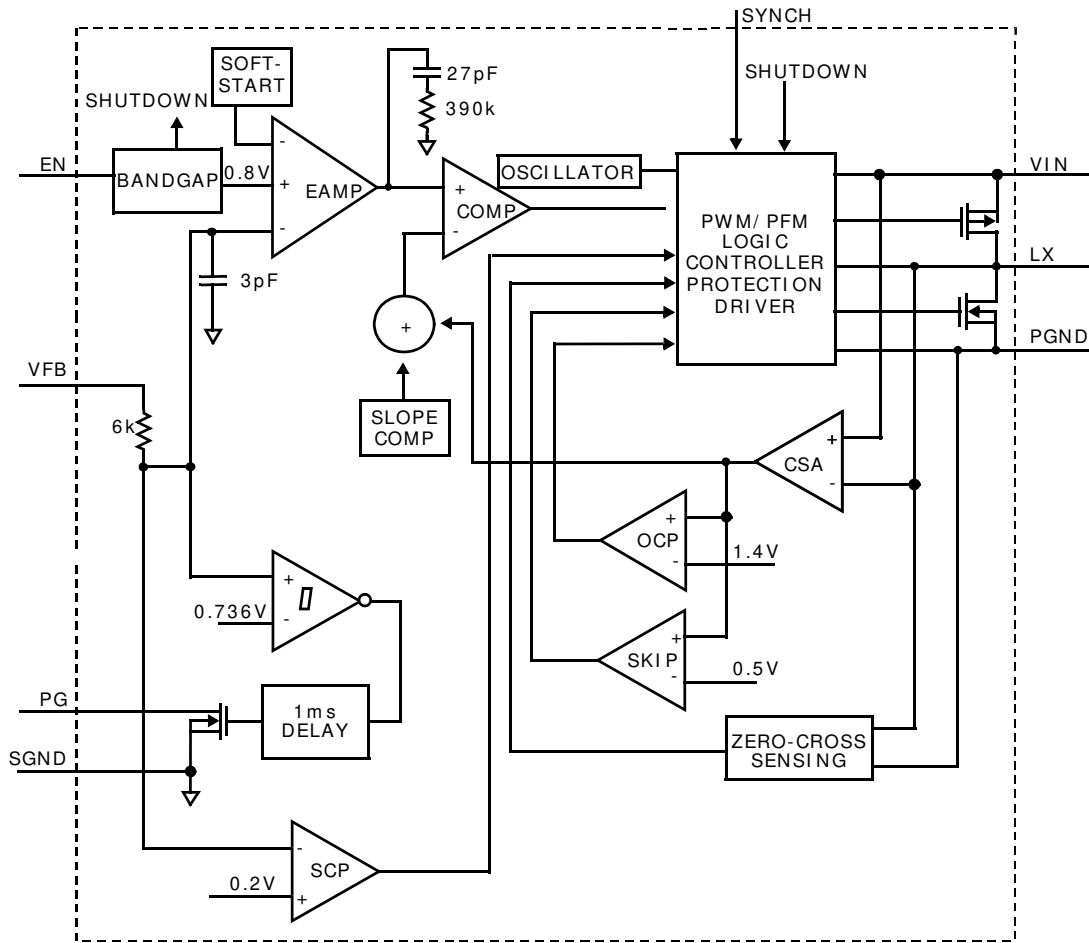 SYNCH
SOFT-
START
27pF
SHUTDOWN
SHUTDOWN
390k
-
EN
BANDGAP
0.8V
+
EAMP
-
+
COMP
-
OSCILLATOR
VIN
PWM/PFM
LOGIC
CONTROLLER
PROTECTION
DRIVER
LX
3pF
+
PGND
VFB
6k
SLOPE
COMP
+
CSA
-
+
OCP
-
1.4V
+
0.736V
-
+
SKIP
-
0.5V
PG
1ms
DELAY
ZERO-CROSS
SENSING
SGND
-
SCP
0.2V
+